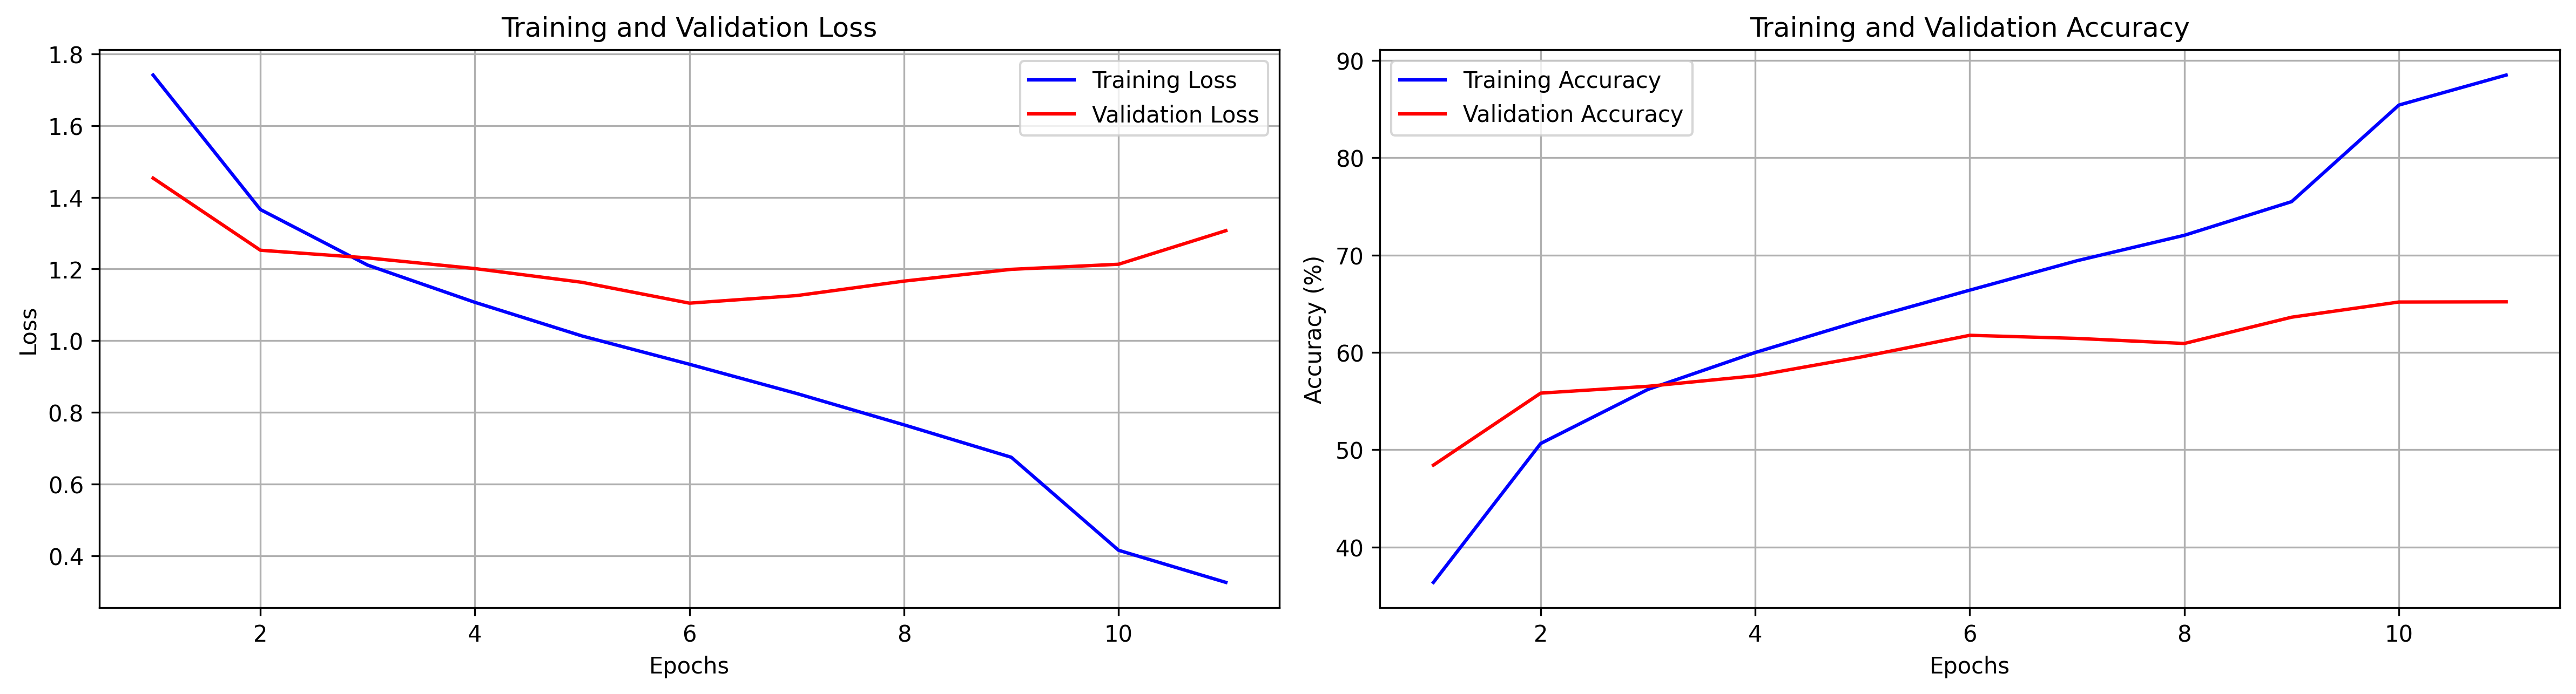 Training and Validation Loss
Training Loss
Validation Loss
Loss
1.8
1.6
1.4
1.2
1.0
0.8
0.6
0.4
2 4 6 8 10
Epochs
Training and Validation Accuracy
Training Accuracy
Validation Accuracy
Accuracy (%)
90
80
70
60
50
40
2 4 6 8 10
Epochs